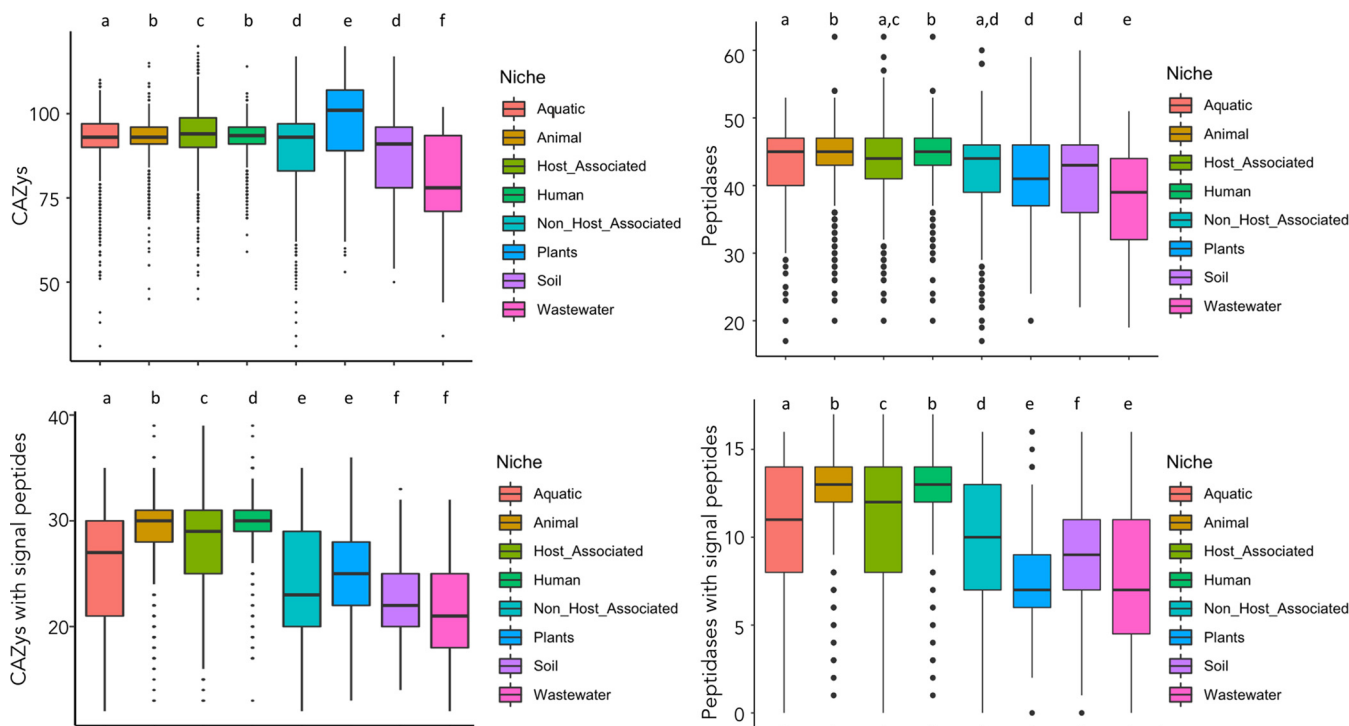 a b c b d e d f
CAZys
100
75
50
Niche
Aquatic
Animal
Host_Associated
Human
Non_Host_Associated
Plants
Soil
Wastewater
a b a,c b a,d d d e
Peptidases
60
50
40
30
20
Niche
Aquatic
Animal
Host_Associated
Human
Non_Host_Associated
Plants
Soil
Wastewater
a b c d e e f f
CAZys with signal peptides
40
30
20
Niche
Aquatic
Animal
Host_Associated
Human
Non_Host_Associated
Plants
Soil
Wastewater
a b c b d e f e
Peptidases with signal peptides
15
10
5
0
Niche
Aquatic
Animal
Host_Associated
Human
Non_Host_Associated
Plants
Soil
Wastewater